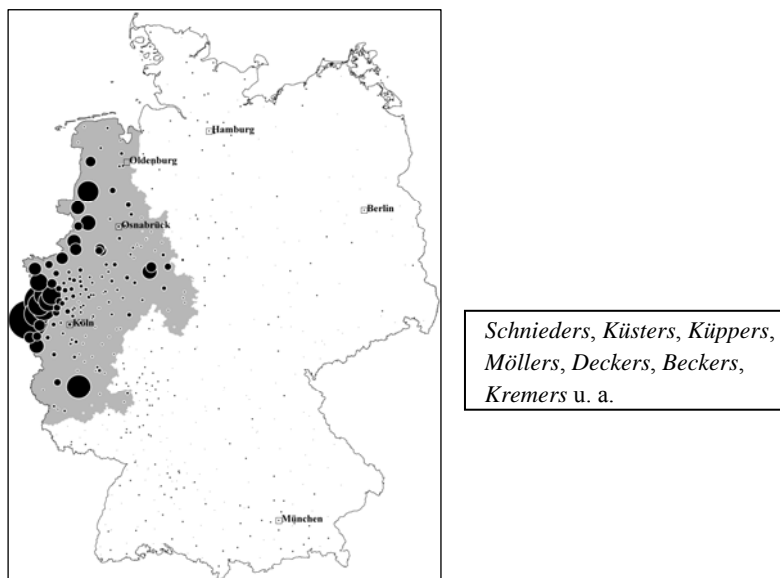 Hamburg
Oldenburg
Berlin
Osnabrück
Köln
München
Schnieders, Küsters, Küppers,
Möllers, Deckers, Beckers,
Kremers u. a.